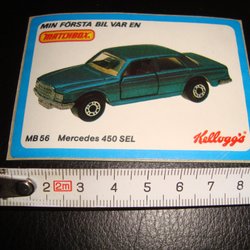 MIN FÖRSTA BIL VAR EN
MATCHBOX
MB 56 Mercedes 450 SEL
Kellogg's
2 2m 3 4 5 6 7 8 9